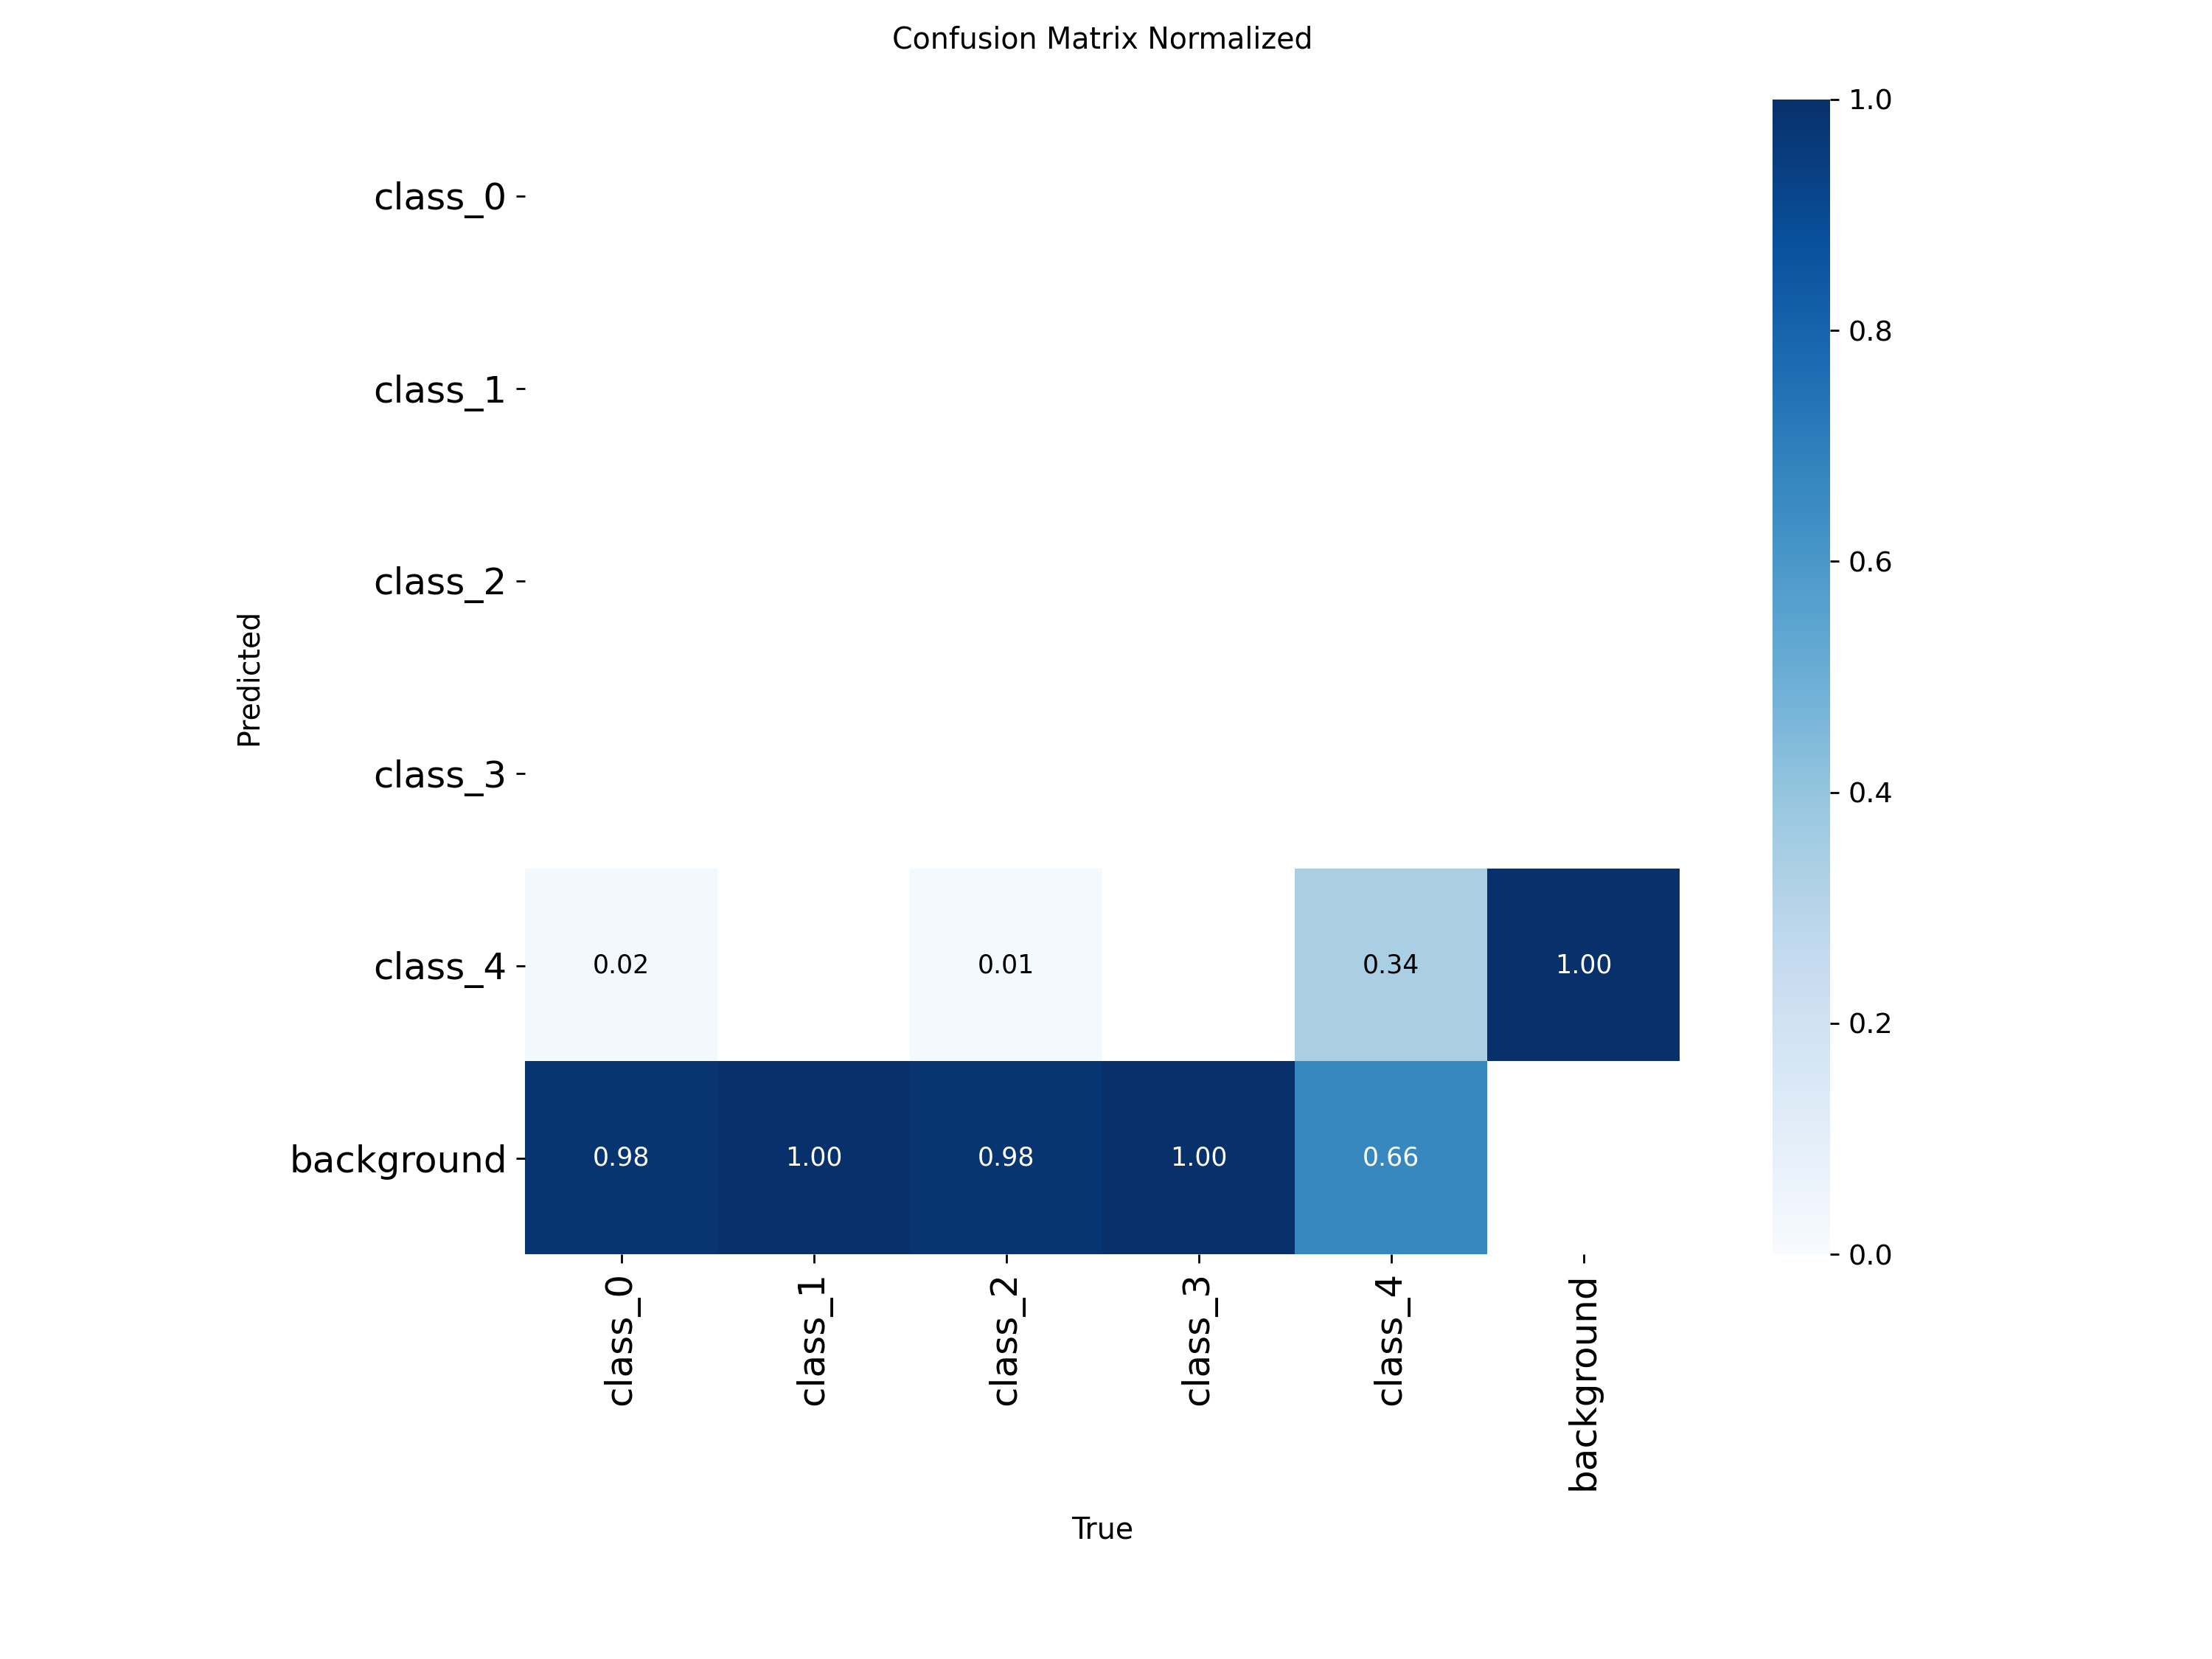 Confusion Matrix Normalized
1.0
class_0
0.8
class_1
0.6
class_2
Predicted
class_3
0.4
class_4
0.02 0.01 0.34 1.00
0.2
background
0.98 1.00 0.98 1.00 0.66
0.0
class_0
class_1
class_2
class_3
class_4
background
True